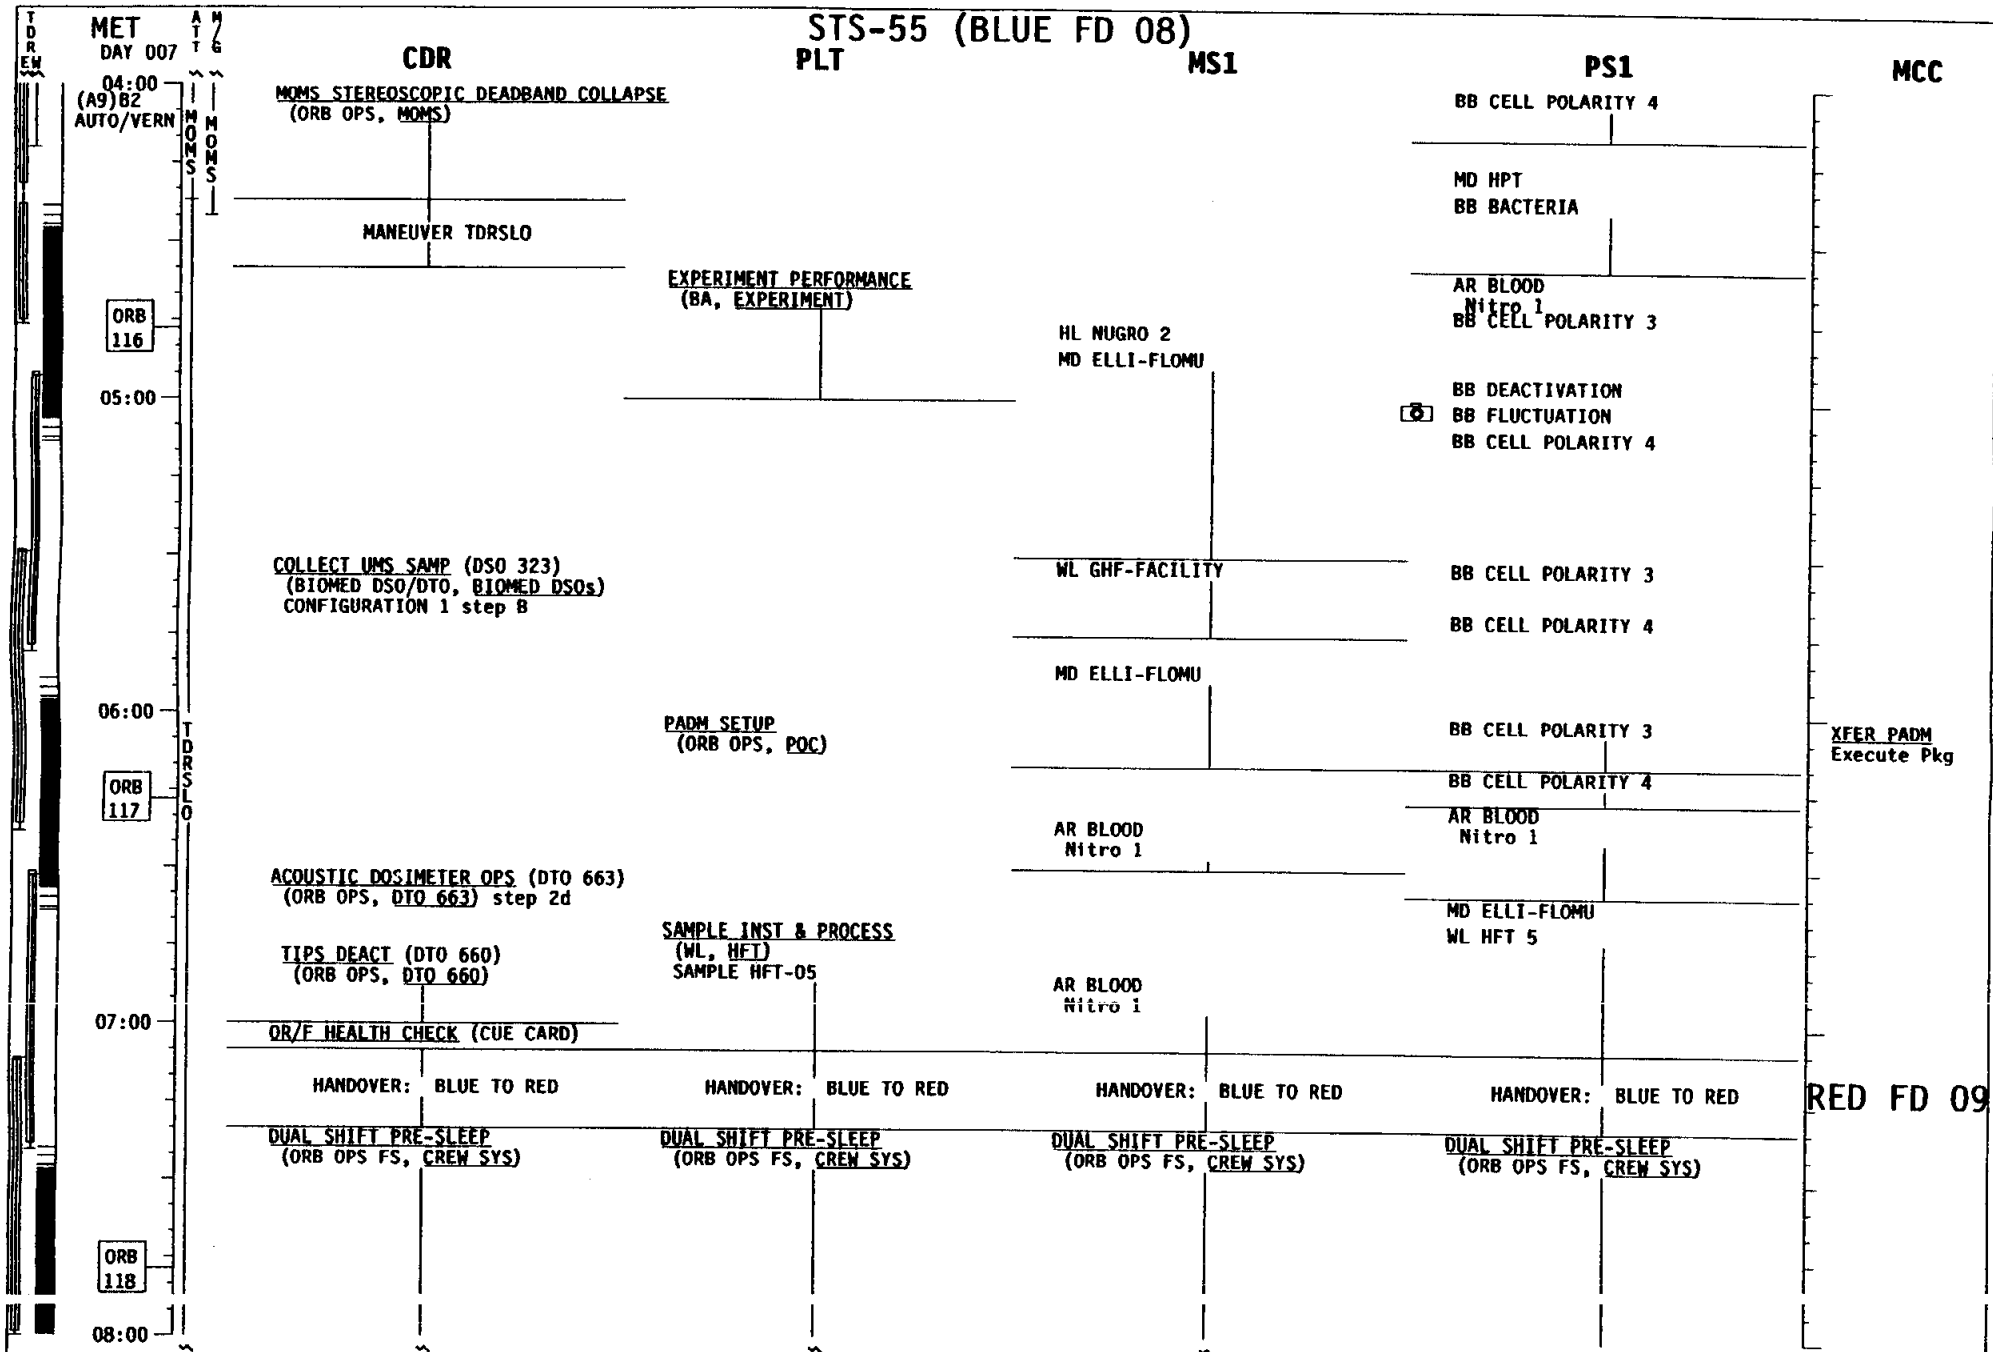 STS-55 (BLUE FD 08)
TDRE W
MET
DAY 007
ATT
M/G
CDR
PLT
MS1
PS1
MCC
04:00
(A9)B2
AUTO/VERN
MOMS
MOMS
ORB
116
05:00
06:00
TDRSLO
ORB
117
07:00
ORB
118
08:00
MOMS STEREOSCOPIC DEADBAND COLLAPSE
(ORB OPS, MOMS)
MANEUVER TDRSLO
COLLECT UMS SAMP (DSO 323)
(BIOMED DSO/DTO, BIOMED DSOs)
CONFIGURATION 1 step B
ACOUSTIC DOSIMETER OPS (DTO 663)
(ORB OPS, DTO 663) step 2d
TIPS DEACT (DTO 660)
(ORB OPS, DTO 660)
OR/F HEALTH CHECK (CUE CARD)
HANDOVER: BLUE TO RED
DUAL SHIFT PRE-SLEEP
(ORB OPS FS, CREW SYS)
EXPERIMENT PERFORMANCE
(BA, EXPERIMENT)
PADM SETUP
(ORB OPS, POC)
SAMPLE INST & PROCESS
(WL, HFT)
SAMPLE HFT-05
HANDOVER: BLUE TO RED
DUAL SHIFT PRE-SLEEP
(ORB OPS FS, CREW SYS)
HL NUGRO 2
MD ELLI-FLOMU
WL GHF-FACILITY
MD ELLI-FLOMU
AR BLOOD
Nitro 1
AR BLOOD
Nitro 1
HANDOVER: BLUE TO RED
DUAL SHIFT PRE-SLEEP
(ORB OPS FS, CREW SYS)
BB CELL POLARITY 4
MD HPT
BB BACTERIA
AR BLOOD
Nitro 1
BB CELL POLARITY 3
BB DEACTIVATION
BB FLUCTUATION
BB CELL POLARITY 4
BB CELL POLARITY 3
BB CELL POLARITY 4
BB CELL POLARITY 3
BB CELL POLARITY 4
AR BLOOD
Nitro 1
MD ELLI-FLOMU
WL HFT 5
HANDOVER: BLUE TO RED
DUAL SHIFT PRE-SLEEP
(ORB OPS FS, CREW SYS)
XFER PADM
Execute Pkg
RED FD 09